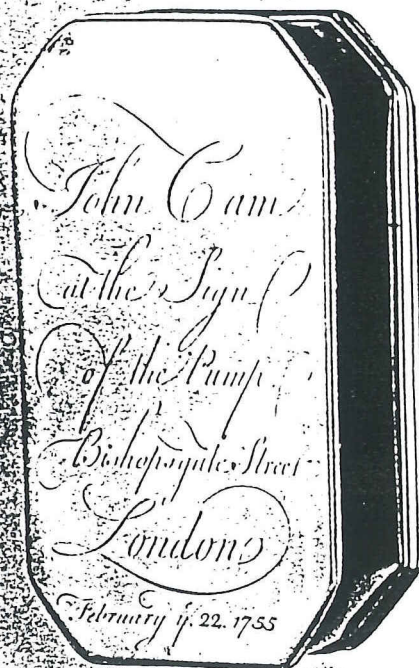 John Cam
at the Sign
of the Pump
Bishopsgate Street
London
February y. 22. 1755